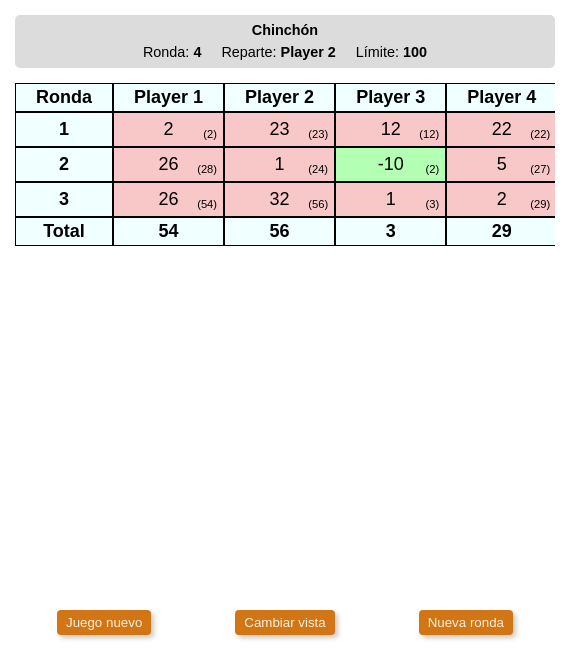 Chinchón
Ronda: 4 Reparte: Player 2 Límite: 100
Ronda Player 1 Player 2 Player 3 Player 4
1 2 (2) 23 (23) 12 (12) 22 (22)
2 26 (28) 1 (24) -10 (2) 5 (27)
3 26 (54) 32 (56) 1 (3) 2 (29)
Total 54 56 3 29
Juego nuevo Cambiar vista Nueva ronda